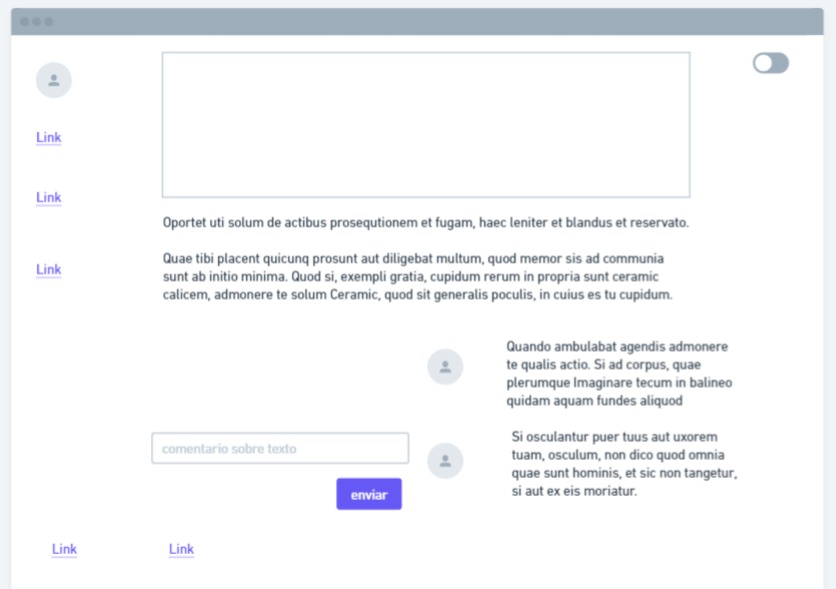 Link
Link
Link
Oportet uti solum de actibus prosequtionem et fugam, haec leniter et blandus et reservato.
Quae tibi placent quicunq prosunt aut diligebat multum, quod memor sis ad communia
sunt ab initio minima. Quod si, exempli gratia, cupidum rerum in propria sunt ceramic
calicem, admonere te solum Ceramic, quod sit generalis poculis, in cuius es tu cupidum.
Quando ambulabat agendis admonere
te qualis actio. Si ad corpus, quae
plerumque Imaginare tecum in balineo
quidam aquam fundes aliquod
comentario sobre texto
enviar
Si osculantur puer tuus aut uxorem
tuam, osculum, non dico quod omnia
quae sunt hominis, et sic non tangetur,
si aut ex eis moriatur.
Link
Link